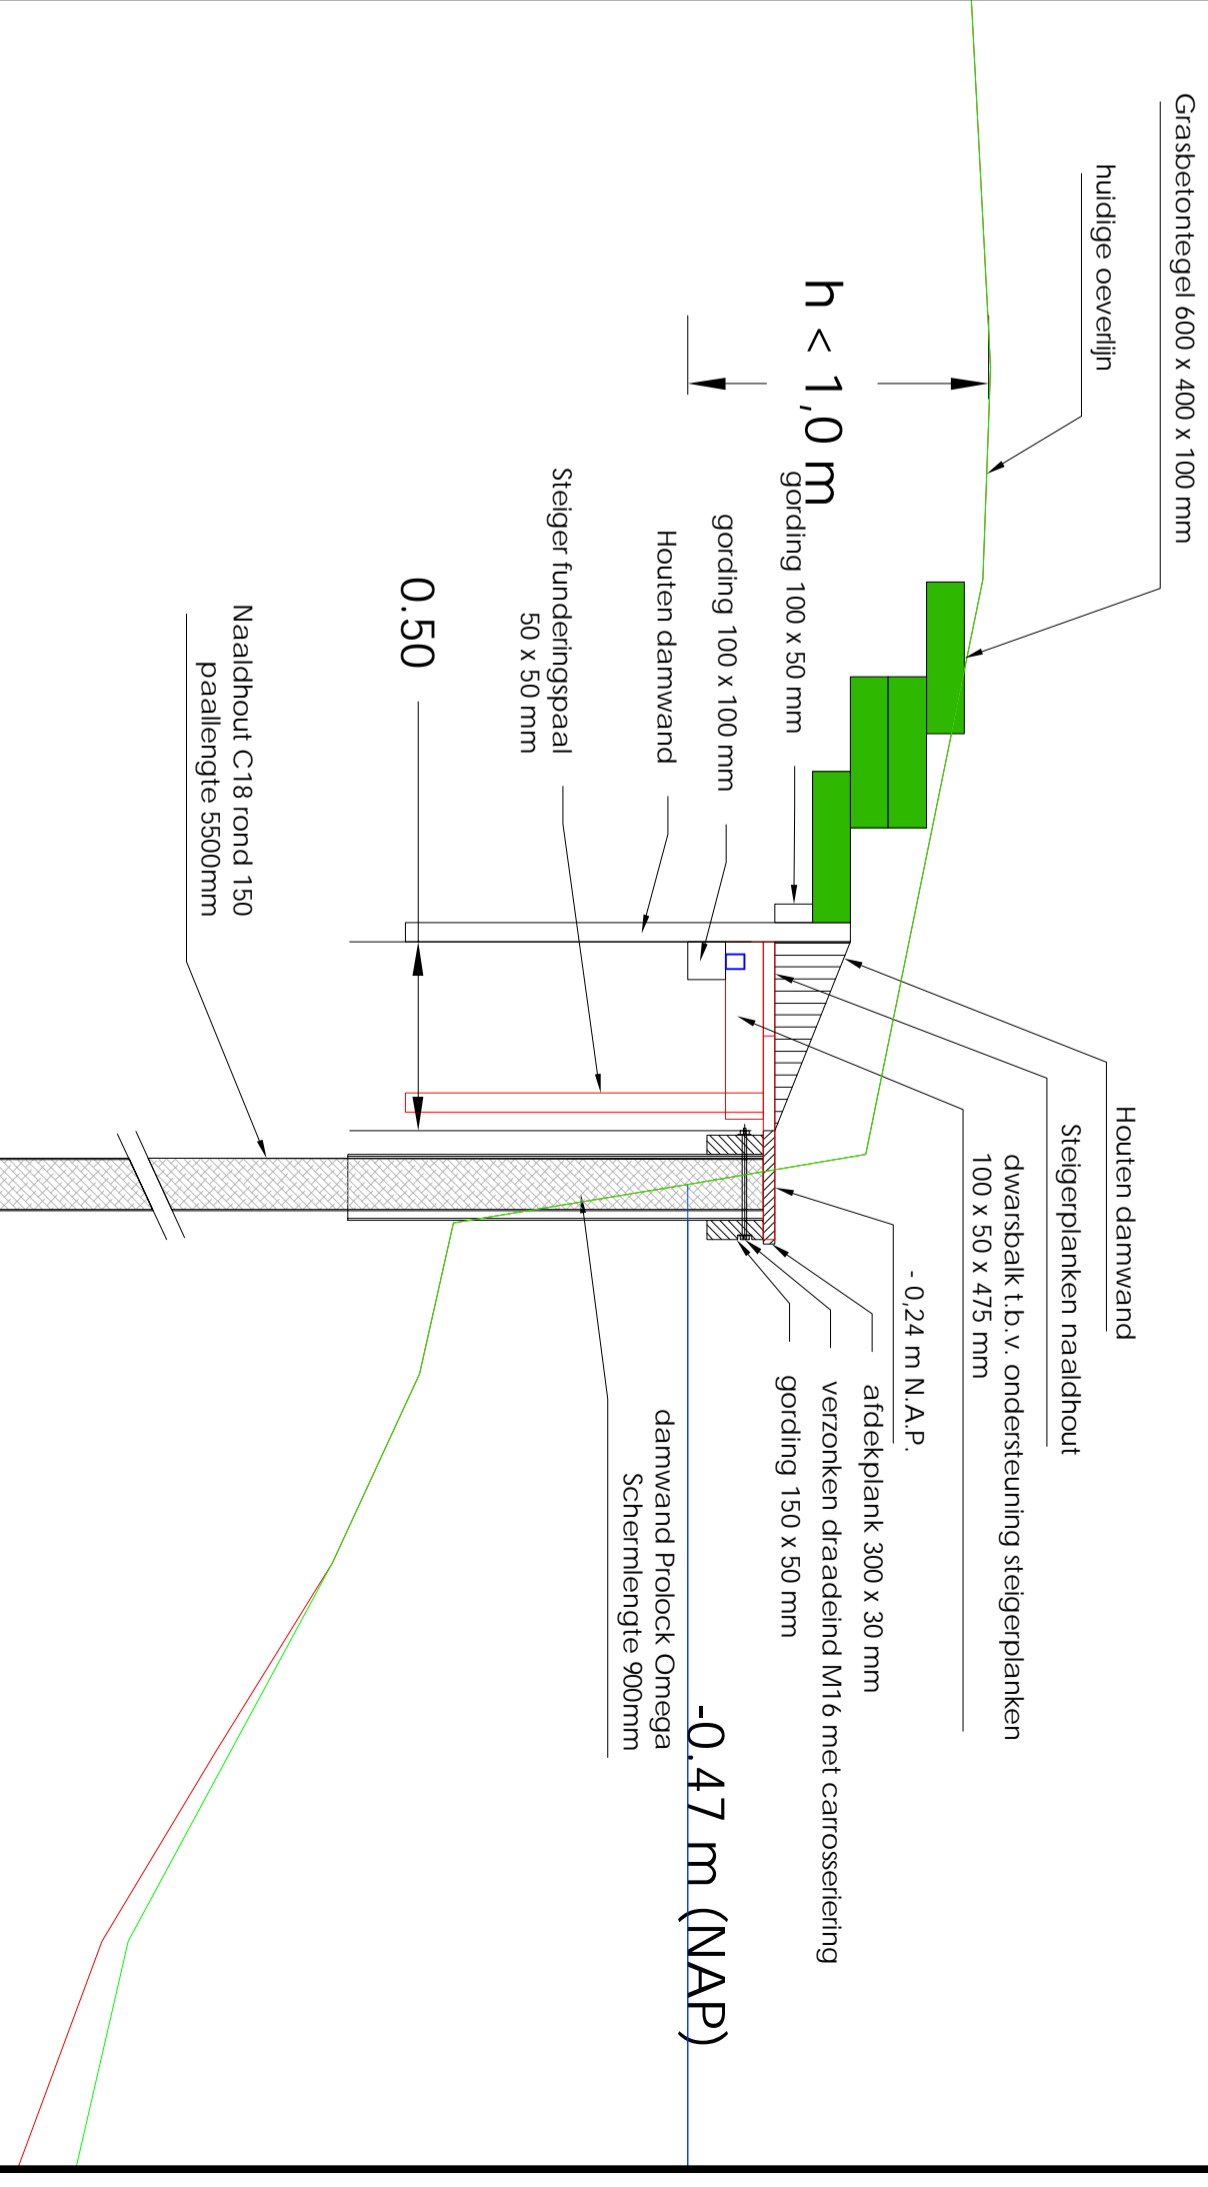 Grasbetontegel 600 x 400 x 100 mm
huidige oeverlijn
h < 1,0 m
gording 100 x 50 mm
gording 100 x 100 mm
Houten damwand
Steiger funderingspaal
50 x 50 mm
0.50
Naaldhout C18 rond 150
paallengte 5500mm
Houten damwand
Steigerplanken naaldhout
dwarsbalk t.b.v. ondersteuning steigerplanken
100 x 50 x 475 mm
- 0,24 m N.A.P.
afdekplank 300 x 30 mm
verzonken draadeind M16 met carrosseriering
gording 150 x 50 mm
damwand Prolock Omega
Schermlengte 900mm
-0.47 m (NAP)